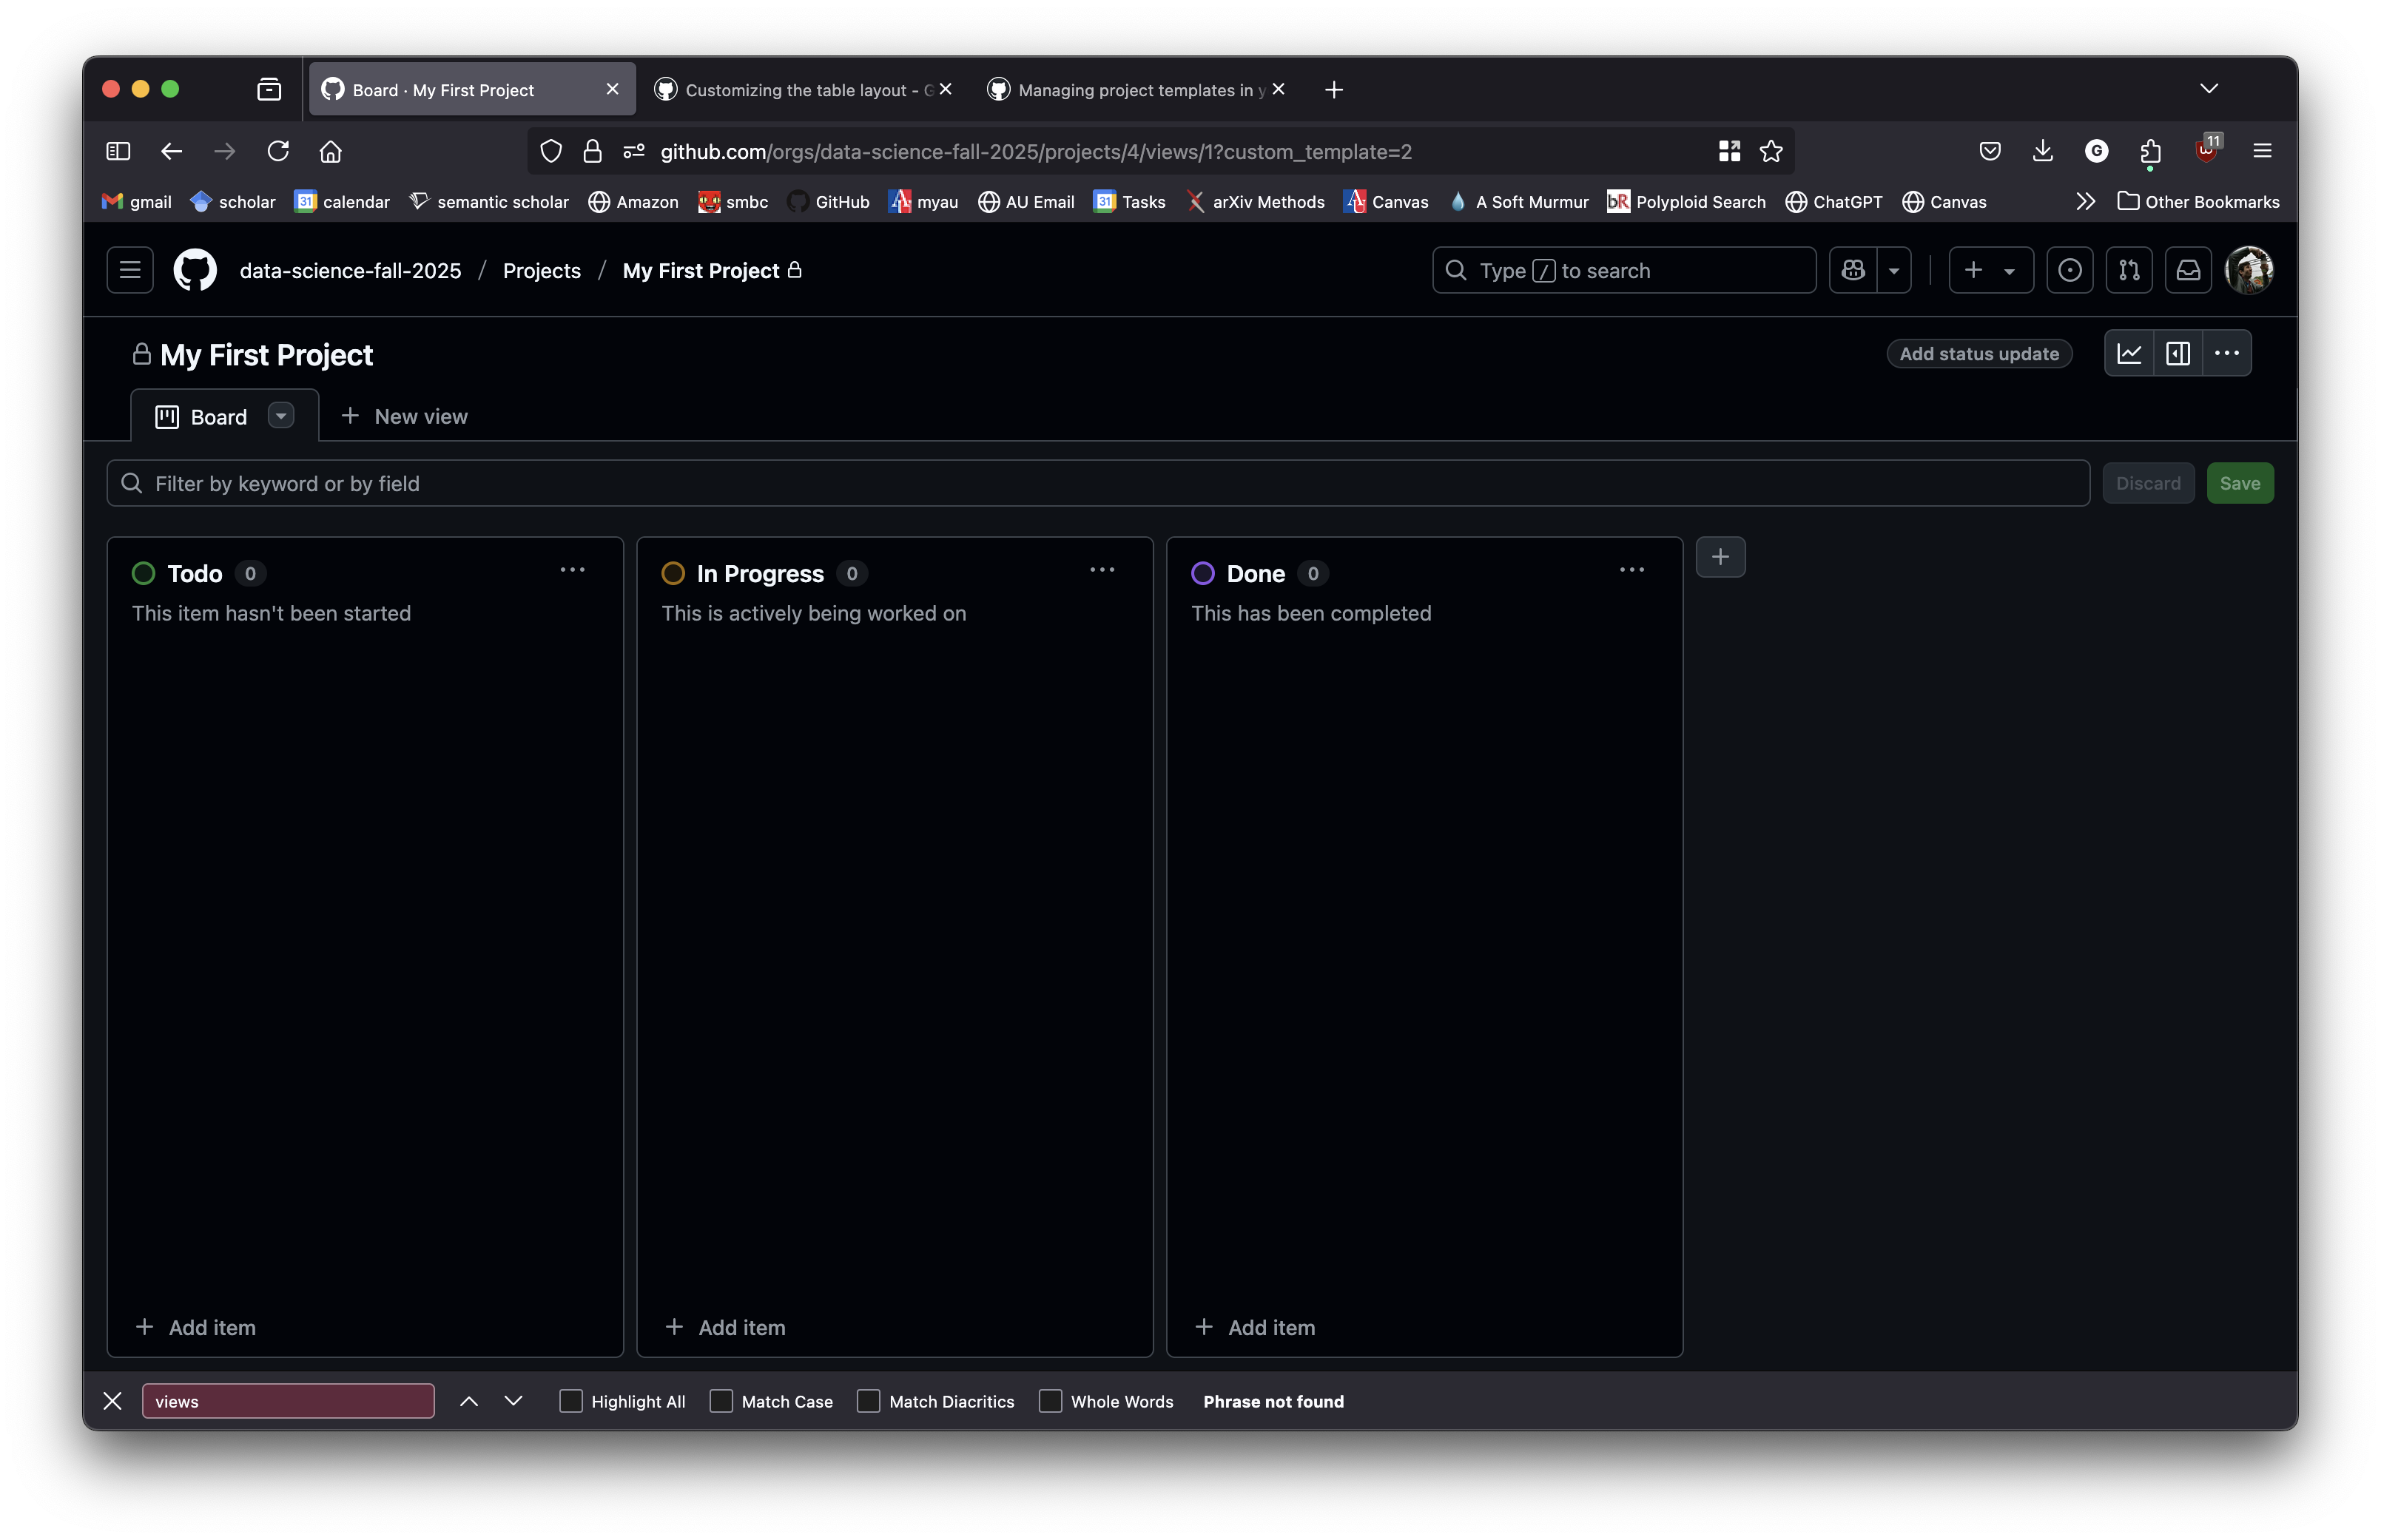 Board · My First Project
Customizing the table layout - G
Managing project templates in y
github.com/orgs/data-science-fall-2025/projects/4/views/1?custom_template=2
G
11
gmail
scholar
31 calendar
semantic scholar
Amazon
smbc
GitHub
myau
AU Email
31 Tasks
arXiv Methods
Canvas
A Soft Murmur
bR Polyploid Search
ChatGPT
Canvas
Other Bookmarks
data-science-fall-2025 / Projects / My First Project
Type / to search
My First Project
Add status update
Board
New view
Filter by keyword or by field
Discard
Save
Todo 0
This item hasn't been started
In Progress 0
This is actively being worked on
Done 0
This has been completed
+ Add item
+ Add item
+ Add item
views
Highlight All
Match Case
Match Diacritics
Whole Words
Phrase not found